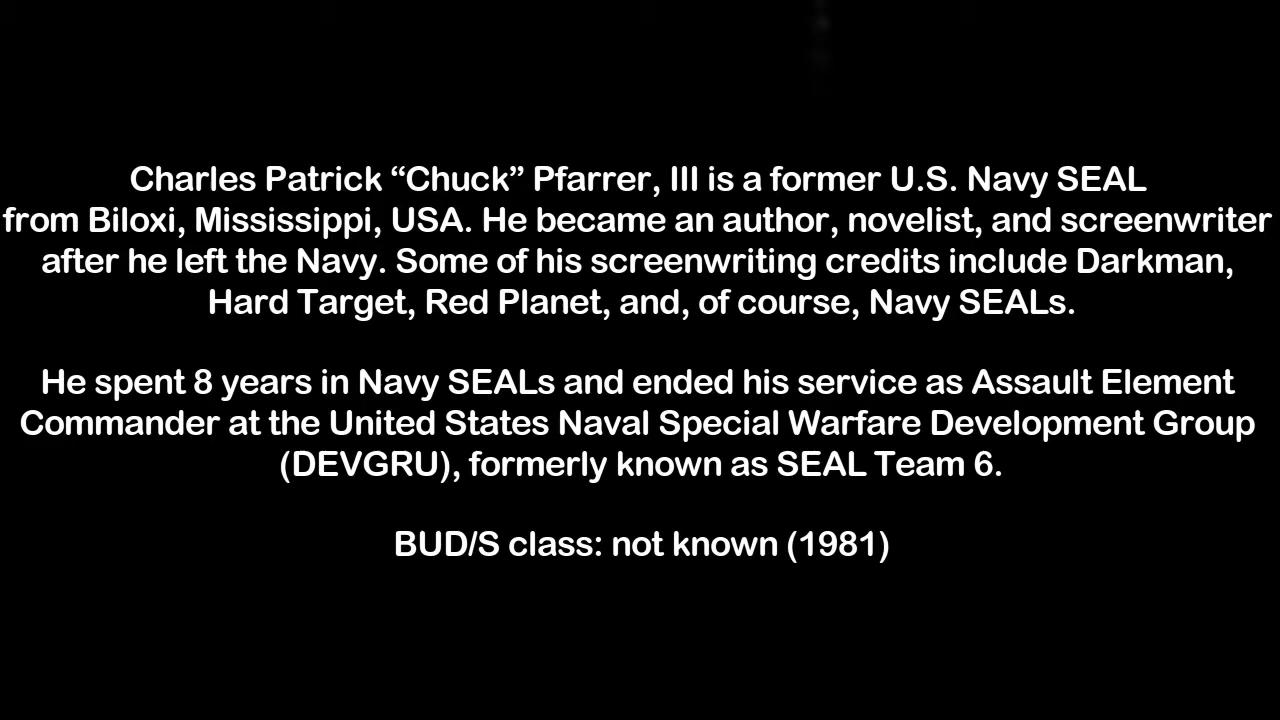 Charles Patrick “Chuck” Pfarrer, III is a former U.S. Navy SEAL
from Biloxi, Mississippi, USA. He became an author, novelist, and screenwriter
after he left the Navy. Some of his screenwriting credits include Darkman,
Hard Target, Red Planet, and, of course, Navy SEALs.
He spent 8 years in Navy SEALs and ended his service as Assault Element
Commander at the United States Naval Special Warfare Development Group
(DEVGRU), formerly known as SEAL Team 6.
BUD/S class: not known (1981)